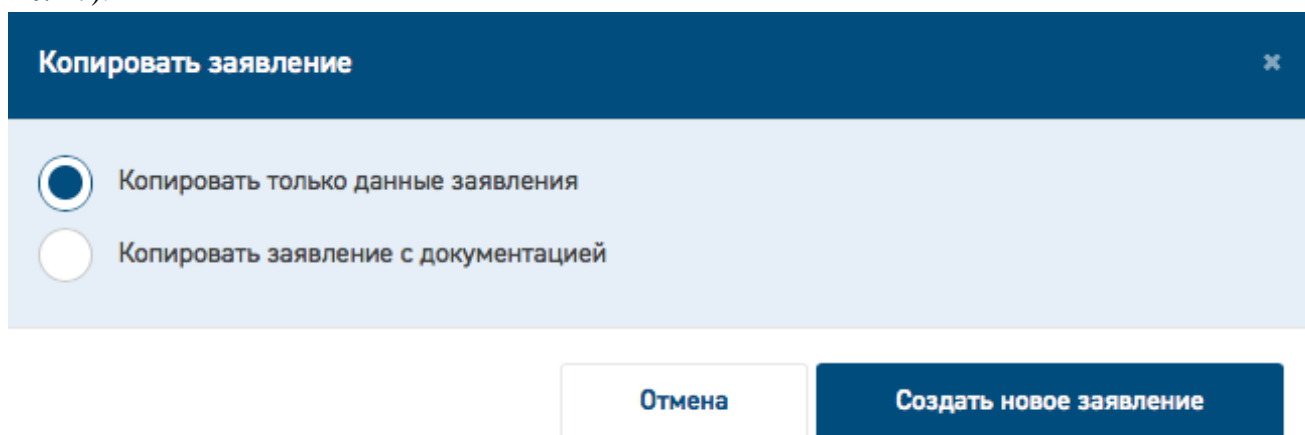 Копировать заявление
Копировать только данные заявления
Копировать заявление с документацией
Отмена
Создать новое заявление